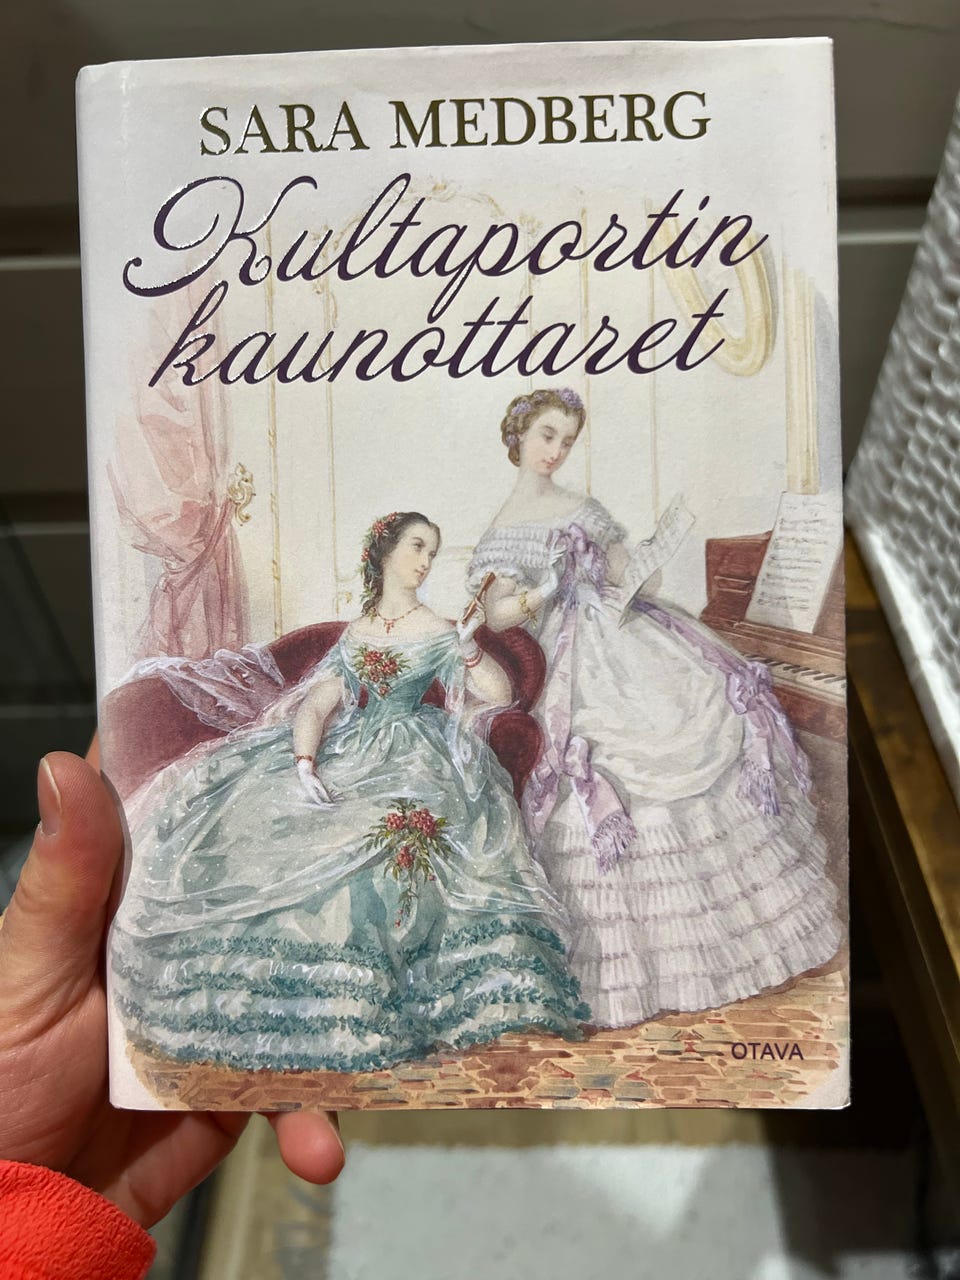 SARA MEDBERG
Kultaportin
kaunottaret
OTAVA